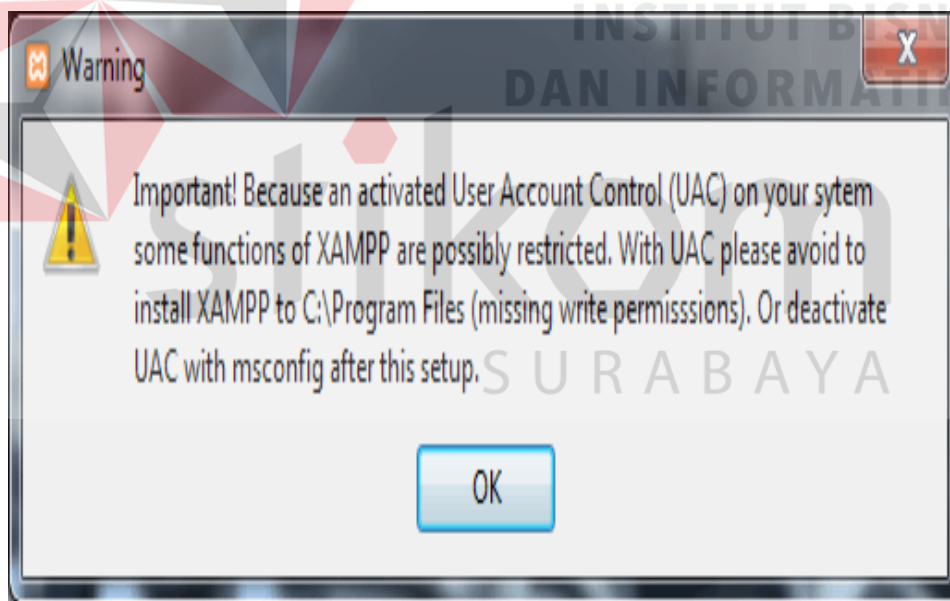 INSTITUT BISN
DAN INFORMATI
Warning
X
Important! Because an activated User Account Control (UAC) on your sytem
some functions of XAMPP are possibly restricted. With UAC please avoid to
install XAMPP to C:\Program Files (missing write permisssions). Or deactivate
UAC with msconfig after this setup.
stikom
SURABAYA
OK